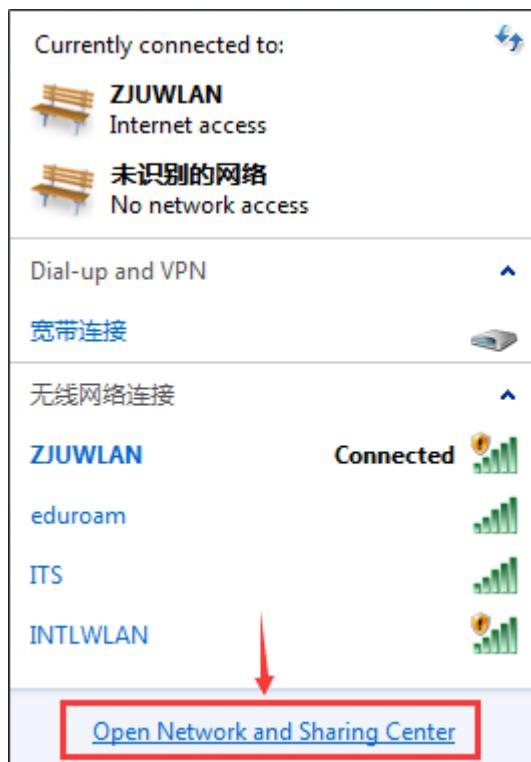 Currently connected to:
ZJUWLAN
Internet access
未识别的网络
No network access
Dial-up and VPN
宽带连接
无线网络连接
ZJUWLAN Connected
eduroam
ITS
INTLWLAN
Open Network and Sharing Center